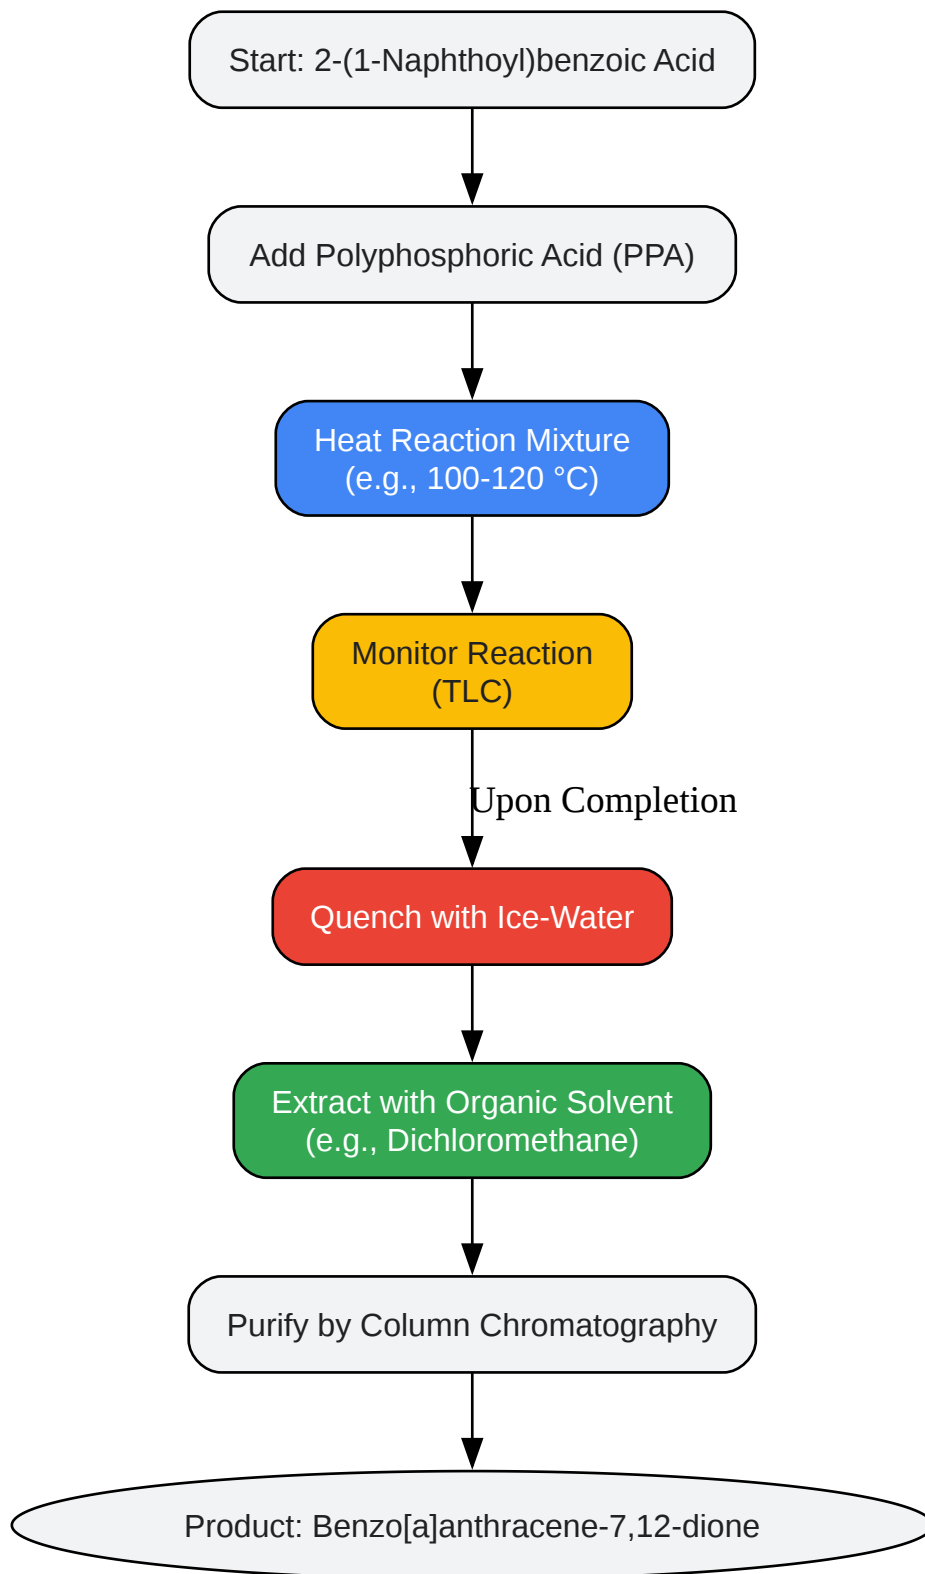 Start: 2-(1-Naphthoyl)benzoic Acid
Add Polyphosphoric Acid (PPA)
Heat Reaction Mixture
(e.g., 100-120 °C)
Monitor Reaction
(TLC)
Upon Completion
Quench with Ice-Water
Extract with Organic Solvent
(e.g., Dichloromethane)
Purify by Column Chromatography
Product: Benzo[a]anthracene-7,12-dione